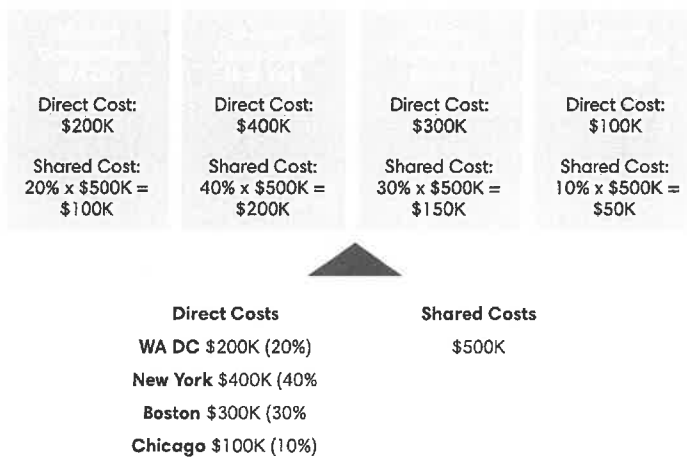 Direct Cost:
$200K
Shared Cost:
20% x $500K =
$100K
Direct Cost:
$400K
Shared Cost:
40% x $500K =
$200K
Direct Cost:
$300K
Shared Cost:
30% x $500K =
$150K
Direct Cost:
$100K
Shared Cost:
10% x $500K =
$50K
Direct Costs
WA DC $200K (20%)
New York $400K (40%
Boston $300K (30%
Chicago $100K (10%)
Shared Costs
$500K